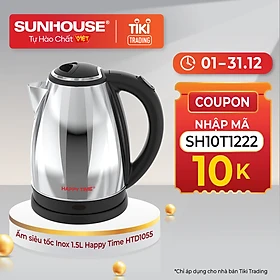 SUNHOUSE®
Tự Hào Chất VIỆT
TIKI
TRADING
01-31.12
COUPON
NHẬP MÃ
SH10T1222
10K
HAPPY TIME
Ấm siêu tốc Inox 1.5L Happy Time HTD1055
*Chỉ áp dụng cho nhà bán Tiki Trading